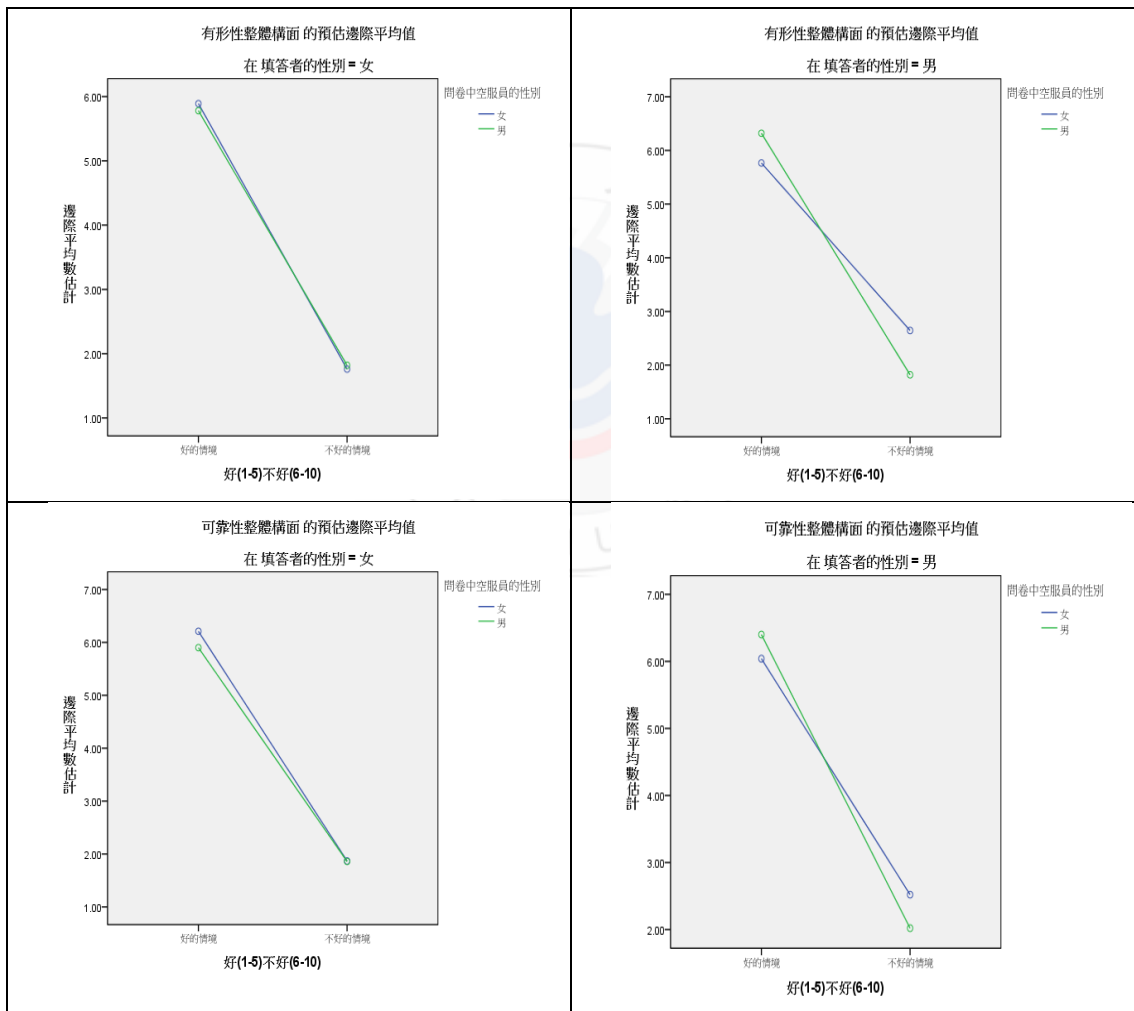 有形性整體構面 的預估邊際平均值
在 填答者的性別 = 女
問卷中空服員的性別
女
男
邊際平均數估計
6.00
5.00
4.00
3.00
2.00
1.00
好的情境
不好的情境
好(1-5)不好(6-10)
有形性整體構面 的預估邊際平均值
在 填答者的性別 = 男
問卷中空服員的性別
女
男
邊際平均數估計
7.00
6.00
5.00
4.00
3.00
2.00
1.00
好的情境
不好的情境
好(1-5)不好(6-10)
可靠性整體構面 的預估邊際平均值
在 填答者的性別 = 女
問卷中空服員的性別
女
男
邊際平均數估計
7.00
6.00
5.00
4.00
3.00
2.00
1.00
好的情境
不好的情境
好(1-5)不好(6-10)
可靠性整體構面 的預估邊際平均值
在 填答者的性別 = 男
問卷中空服員的性別
女
男
邊際平均數估計
7.00
6.00
5.00
4.00
3.00
2.00
好的情境
不好的情境
好(1-5)不好(6-10)